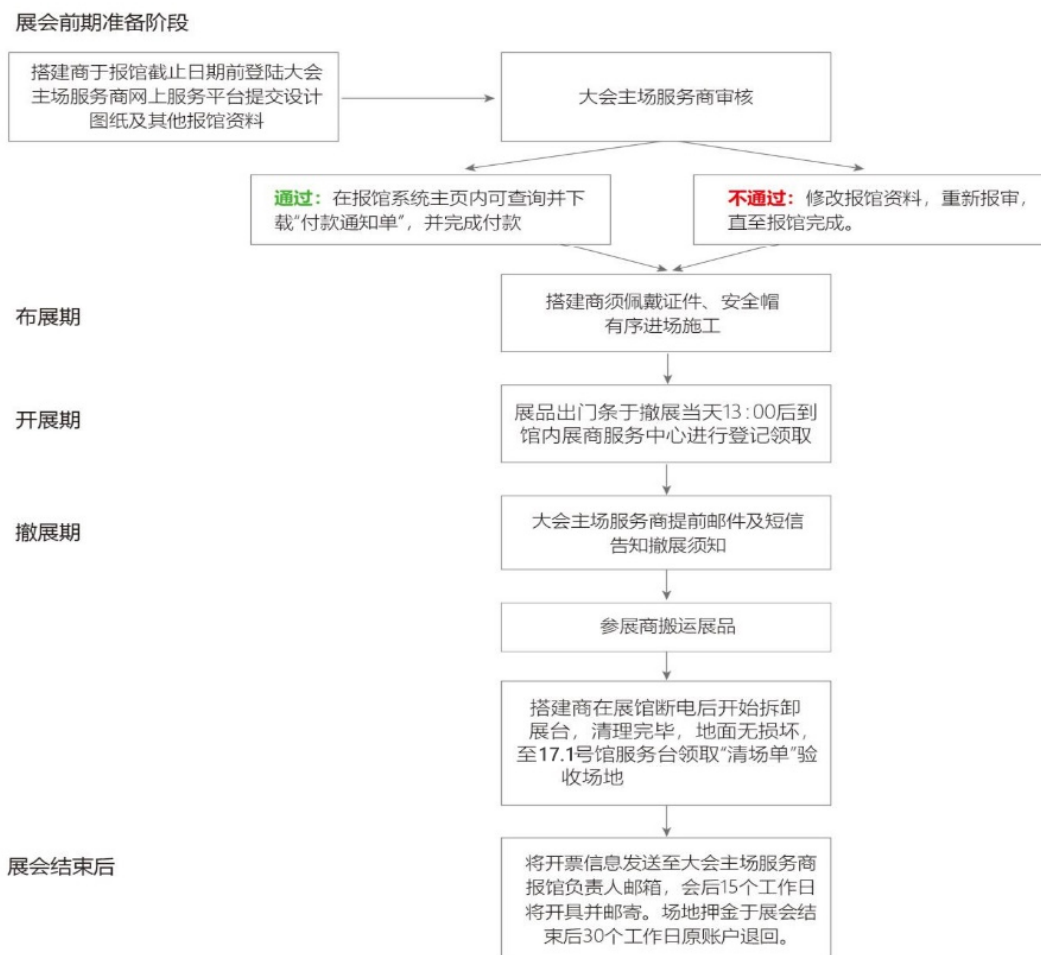 展会前期准备阶段
搭建商于报馆截止日期前登陆大会
主场服务商网上服务平台提交设计
图纸及其他报馆资料
大会主场服务商审核
通过：在报馆系统主页内可查询并下
载“付款通知单”，并完成付款
不通过：修改报馆资料，重新报审，
直至报馆完成。
布展期
搭建商须佩戴证件、安全帽
有序进场施工
开展期
展品出门条于撤展当天13:00后到
馆内展商服务中心进行登记领取
撤展期
大会主场服务商提前邮件及短信
告知撤展须知
参展商搬运展品
搭建商在展馆断电后开始拆卸
展台，清理完毕，地面无损坏，
至17.1号馆服务台领取“清场单”验
收场地
展会结束后
将开票信息发送至大会主场服务商
报馆负责人邮箱，会后15个工作日
将开具并邮寄。场地押金于展会结
束后30个工作日原账户退回。